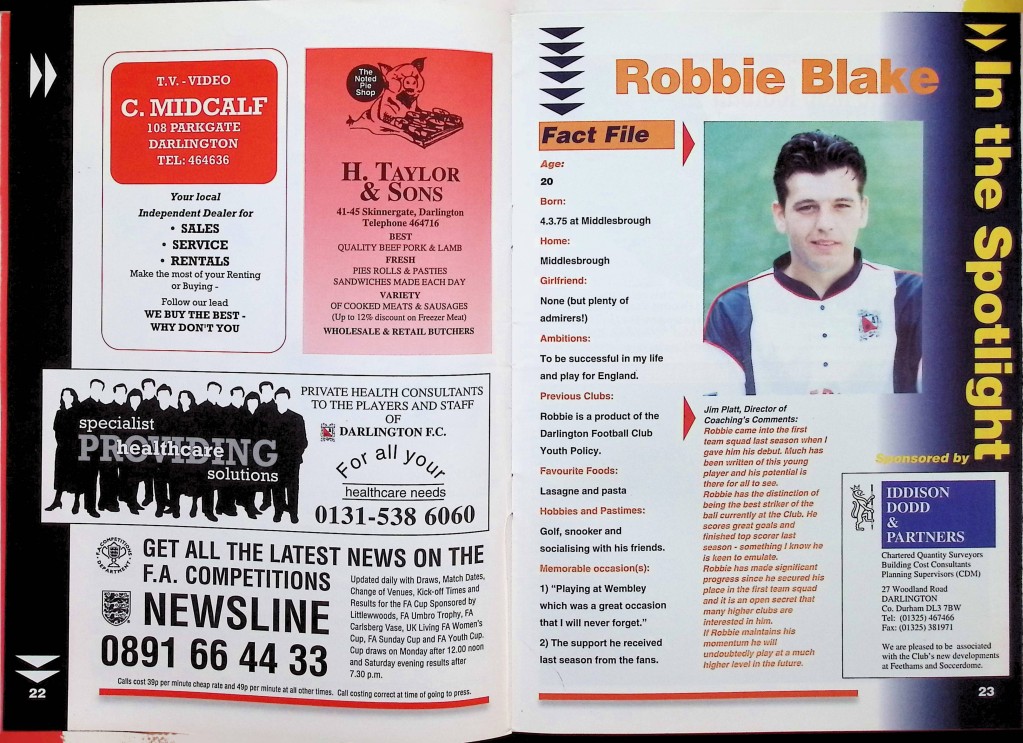 T.V. - VIDEO
C. MIDCALF
108 PARKGATE
DARLINGTON
TEL: 464636
Your local
Independent Dealer for
• SALES
• SERVICE
• RENTALS
Make the most of your Renting
or Buying -
Follow our lead
WE BUY THE BEST -
WHY DON'T YOU
The
Noted
Pie
Shop
H. TAYLOR
& SONS
41-45 Skinnergate, Darlington
Telephone 464716
BEST
QUALITY BEEF PORK & LAMB
FRESH
PIES ROLLS & PASTIES
SANDWICHES MADE EACH DAY
VARIETY
OF COOKED MEATS & SAUSAGES
(Up to 12% discount on Freezer Meat)
WHOLESALE & RETAIL BUTCHERS
specialist
PROVIDING
healthcare
solutions
PRIVATE HEALTH CONSULTANTS
TO THE PLAYERS AND STAFF
OF
DARLINGTON F.C.
For all your
healthcare needs
0131-538 6060
F.A. COMPETITIONS
DEPARTMENT
GET ALL THE LATEST NEWS ON THE
F.A. COMPETITIONS
NEWSLINE
0891 66 44 33
Updated daily with Draws, Match Dates,
Change of Venues, Kick-off Times and
Results for the FA Cup Sponsored by
Littlewoods, FA Umbro Trophy, FA
Carlsberg Vase, UK Living FA Women's
Cup, FA Sunday Cup and FA Youth Cup.
Cup draws on Monday after 12.00 noon
and Saturday evening results after
7.30 p.m.
Calls cost 39p per minute cheap rate and 49p per minute at all other times. Call costing correct at time of going to press.
22
Robbie Blake
In the Spotlight
Fact File
Age:
20
Born:
4.3.75 at Middlesbrough
Home:
Middlesbrough
Girlfriend:
None (but plenty of
admirers!)
Ambitions:
To be successful in my life
and play for England.
Previous Clubs:
Robbie is a product of the
Darlington Football Club
Youth Policy.
Favourite Foods:
Lasagne and pasta
Hobbies and Pastimes:
Golf, snooker and
socialising with his friends.
Memorable occasion(s):
1) "Playing at Wembley
which was a great occasion
that I will never forget."
2) The support he received
last season from the fans.
Jim Platt, Director of
Coaching's Comments:
Robbie came into the first
team squad last season when I
gave him his debut. Much has
been written of this young
player and his potential is
there for all to see.
Robbie has the distinction of
being the best striker of the
ball currently at the Club. He
scores great goals and
finished top scorer last
season - something I know he
is keen to emulate.
Robbie has made significant
progress since he secured his
place in the first team squad
and it is an open secret that
many higher clubs are
interested in him.
If Robbie maintains his
momentum he will
undoubtedly play at a much
higher level in the future.
Sponsored by
IDDISON
DODD
&
PARTNERS
Chartered Quantity Surveyors
Building Cost Consultants
Planning Supervisors (CDM)
27 Woodland Road
DARLINGTON
Co. Durham DL3 7BW
Tel: (01325) 467466
Fax: (01325) 381971
We are pleased to be associated
with the Club's new developments
at Feethams and Soccerdome.
23